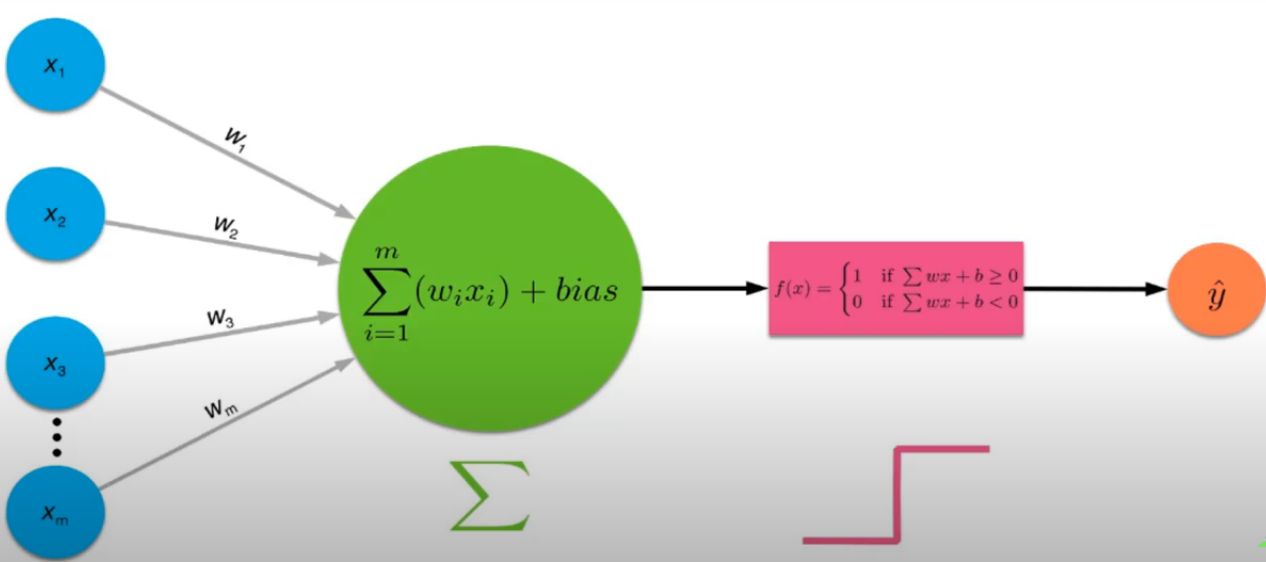 x₁
w₁
x₂
w₂
x₃
w₃
xₘ
wₘ
m
∑(wᵢxᵢ) + bias
i=1
f(x) = {1 if ∑ wx + b ≥ 0
0 if ∑ wx + b < 0
ŷ
∑